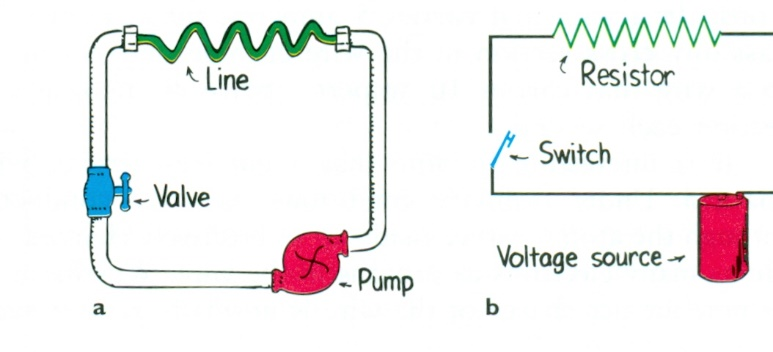 Line
Valve
Pump
a
Resistor
Switch
Voltage source
b